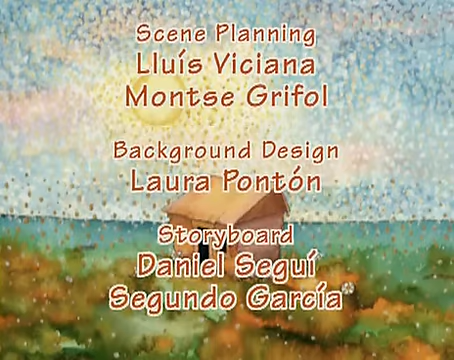 Scene Planning
Lluís Viciana
Montse Grifol
Background Design
Laura Pontón
Storyboard
Daniel Seguí
Segundo García